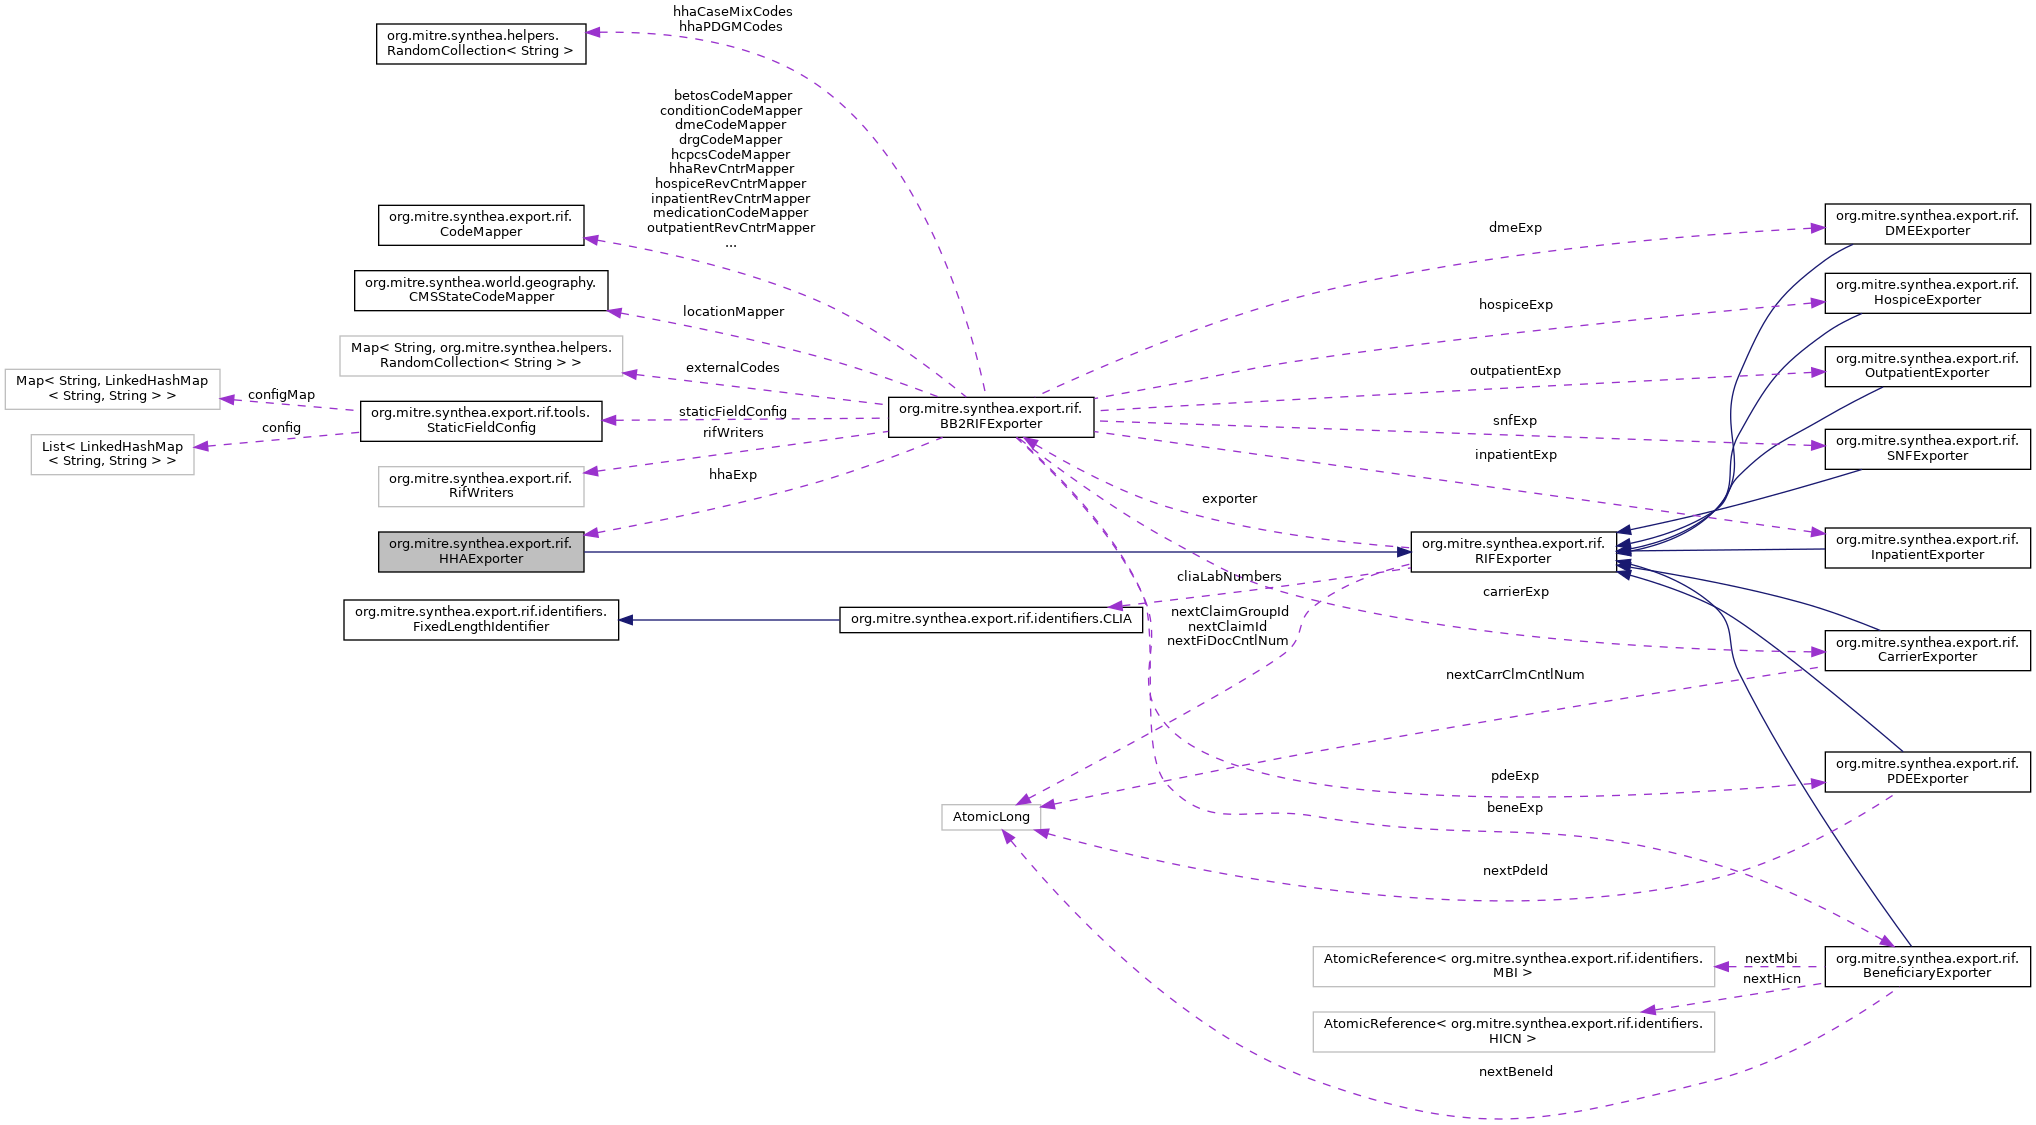 hhaCaseMixCodes
hhaPDGMCodes
org.mitre.synthea.helpers.
RandomCollection< String >
betosCodeMapper
conditionCodeMapper
dmeCodeMapper
drgCodeMapper
hcpcsCodeMapper
hhaRevCntrMapper
hospiceRevCntrMapper
inpatientRevCntrMapper
medicationCodeMapper
outpatientRevCntrMapper
...
org.mitre.synthea.export.rif.
CodeMapper
org.mitre.synthea.world.geography.
CMSStateCodeMapper
locationMapper
Map< String, org.mitre.synthea.helpers.
RandomCollection< String > >
externalCodes
Map< String, LinkedHashMap
< String, String > >
configMap
List< LinkedHashMap
< String, String > >
config
org.mitre.synthea.export.rif.tools.
StaticFieldConfig
staticFieldConfig
rifWriters
org.mitre.synthea.export.rif.
RifWriters
hhaExp
org.mitre.synthea.export.rif.
HHAExporter
org.mitre.synthea.export.rif.identifiers.
FixedLengthIdentifier
org.mitre.synthea.export.rif.identifiers.CLIA
org.mitre.synthea.export.rif.
BB2RIFExporter
dmeExp
hospiceExp
outpatientExp
snfExp
inpatientExp
exporter
org.mitre.synthea.export.rif.
RIFExporter
cliaLabNumbers
carrierExp
nextClaimGroupId
nextClaimId
nextFiDocCntlNum
nextCarrClmCntlNum
pdeExp
beneExp
AtomicLong
nextPdeId
org.mitre.synthea.export.rif.
DMEExporter
org.mitre.synthea.export.rif.
HospiceExporter
org.mitre.synthea.export.rif.
OutpatientExporter
org.mitre.synthea.export.rif.
SNFExporter
org.mitre.synthea.export.rif.
InpatientExporter
org.mitre.synthea.export.rif.
CarrierExporter
org.mitre.synthea.export.rif.
PDEExporter
org.mitre.synthea.export.rif.
BeneficiaryExporter
AtomicReference< org.mitre.synthea.export.rif.identifiers.
MBI >
nextMbi
nextHicn
AtomicReference< org.mitre.synthea.export.rif.identifiers.
HICN >
nextBeneId